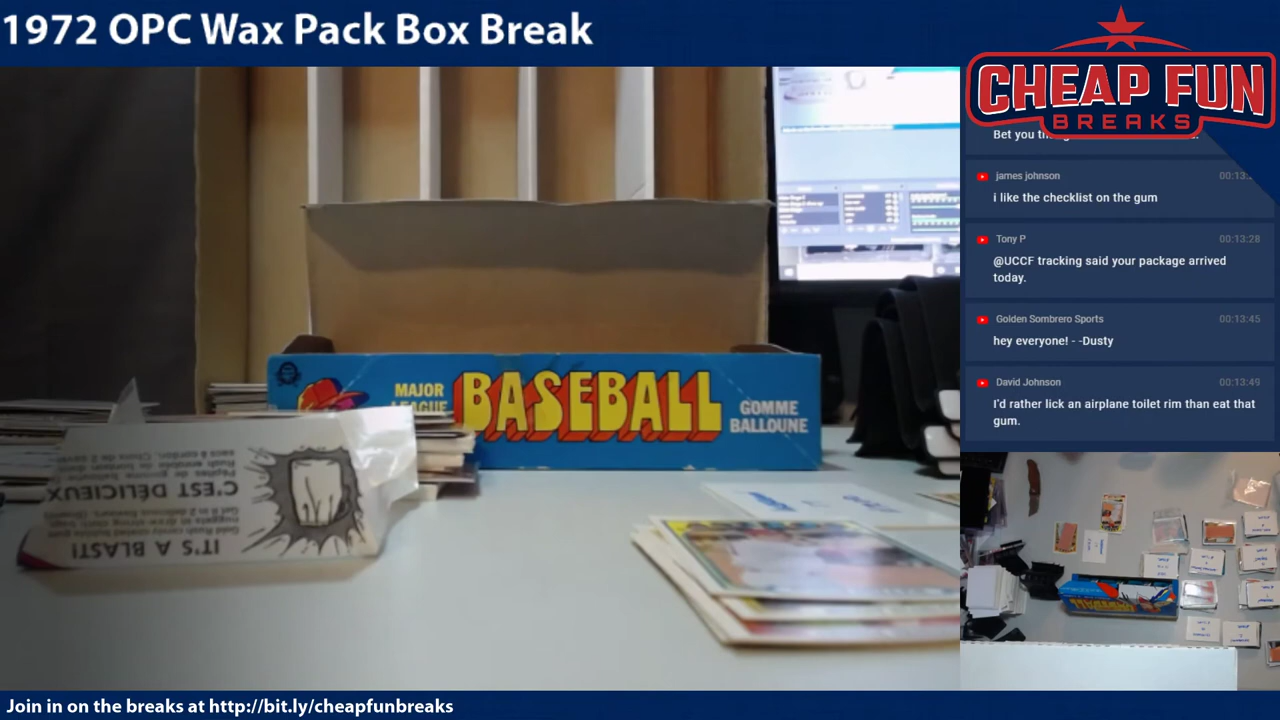 1972 OPC Wax Pack Box Break
CHEAP FUN
BREAKS
Bet you
james johnson
i like the checklist on the gum
Tony P
00:13:28
@UCCF tracking said your package arrived
today.
Golden Sombrero Sports
00:13:45
hey everyone! - -Dusty
David Johnson
00:13:49
I'd rather lick an airplane toilet rim than eat that
gum.
MAJOR
LEAGUE
BASEBALL
GOMME
BALLOUNE
IT'S A BLAST!
C'EST DÉLICIEUX
BASEBALL
Join in on the breaks at http://bit.ly/cheapfunbreaks